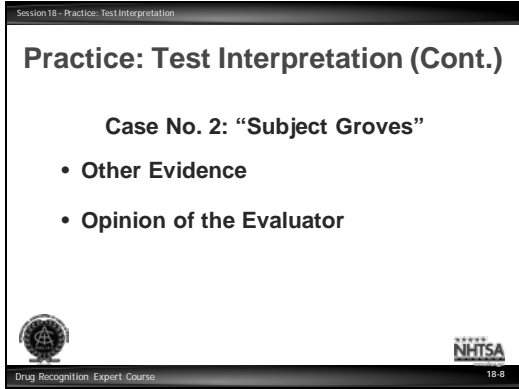 Session 18 - Practice: Test Interpretation
Practice: Test Interpretation (Cont.)
Case No. 2: “Subject Groves”
• Other Evidence
• Opinion of the Evaluator
NHTSA
Drug Recognition Expert Course
18-8